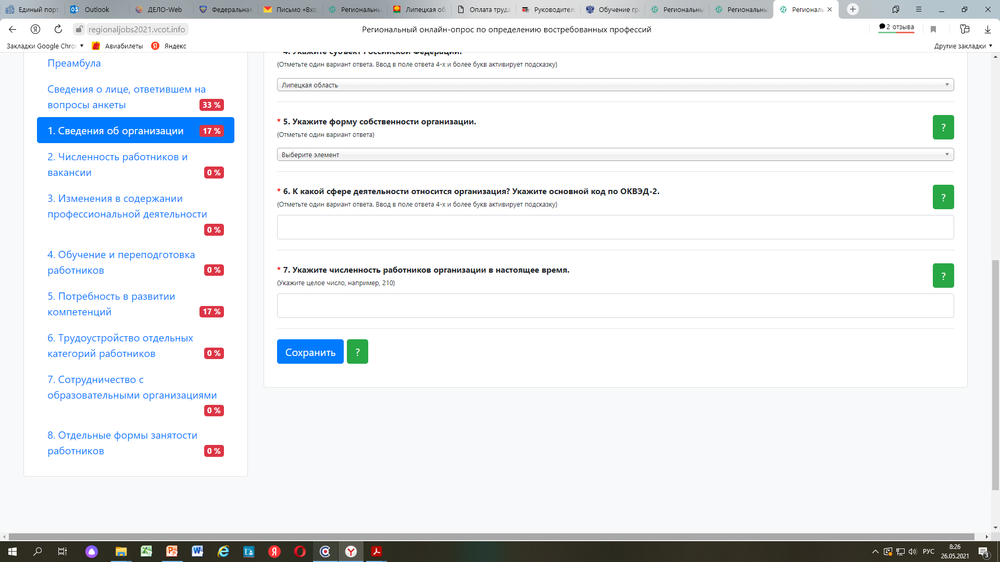 Единый порт
Outlook
ДЕЛО-Web
Федеральная
Письмо «Вхо
Региональны
Липецкая об
Оплата труда
Руководител
Обучение гр
Региональны
Региональны
Региональ
regionaljobs2021.vcot.info
Региональный онлайн-опрос по определению востребованных профессий
2 отзыва
Закладки Google Chro
Авиабилеты
Яндекс
Другие закладки
Преамбула
Сведения о лице, ответившем на
вопросы анкеты 33 %
1. Сведения об организации 17 %
2. Численность работников и
вакансии 0 %
3. Изменения в содержании
профессиональной деятельности
0 %
4. Обучение и переподготовка
работников 0 %
5. Потребность в развитии
компетенций 17 %
6. Трудоустройство отдельных
категорий работников 0 %
7. Сотрудничество с
образовательными организациями
0 %
8. Отдельные формы занятости
работников 0 %
4. Укажите субъект Российской Федерации.
(Отметьте один вариант ответа. Ввод в поле ответа 4-х и более букв активирует подсказку)
Липецкая область
* 5. Укажите форму собственности организации.
?
(Отметьте один вариант ответа)
Выберите элемент
* 6. К какой сфере деятельности относится организация? Укажите основной код по ОКВЭД-2.
?
(Отметьте один вариант ответа. Ввод в поле ответа 4-х и более букв активирует подсказку)
* 7. Укажите численность работников организации в настоящее время.
?
(Укажите целое число, например, 210)
Сохранить ?
РУС
8:26
26.05.2021
3